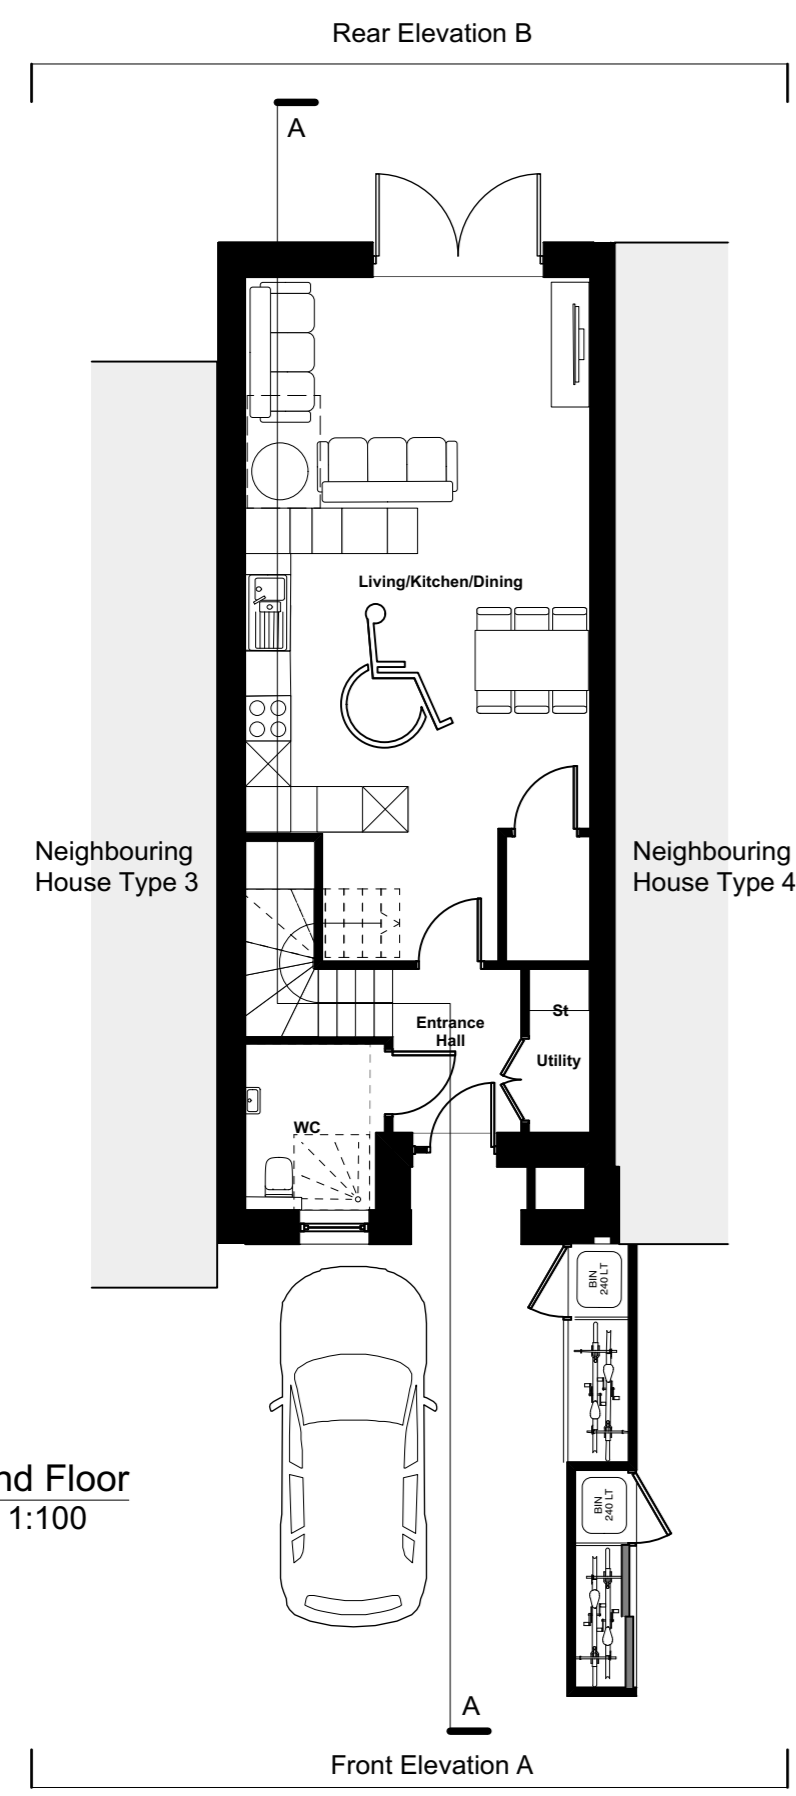 Rear Elevation B
A
Living/Kitchen/Dining
Neighbouring
House Type 3
Neighbouring
House Type 4
St
Entrance
Hall
Utility
WC
BIN
240 LT
nd Floor
1:100
BIN
240 LT
A
Front Elevation A